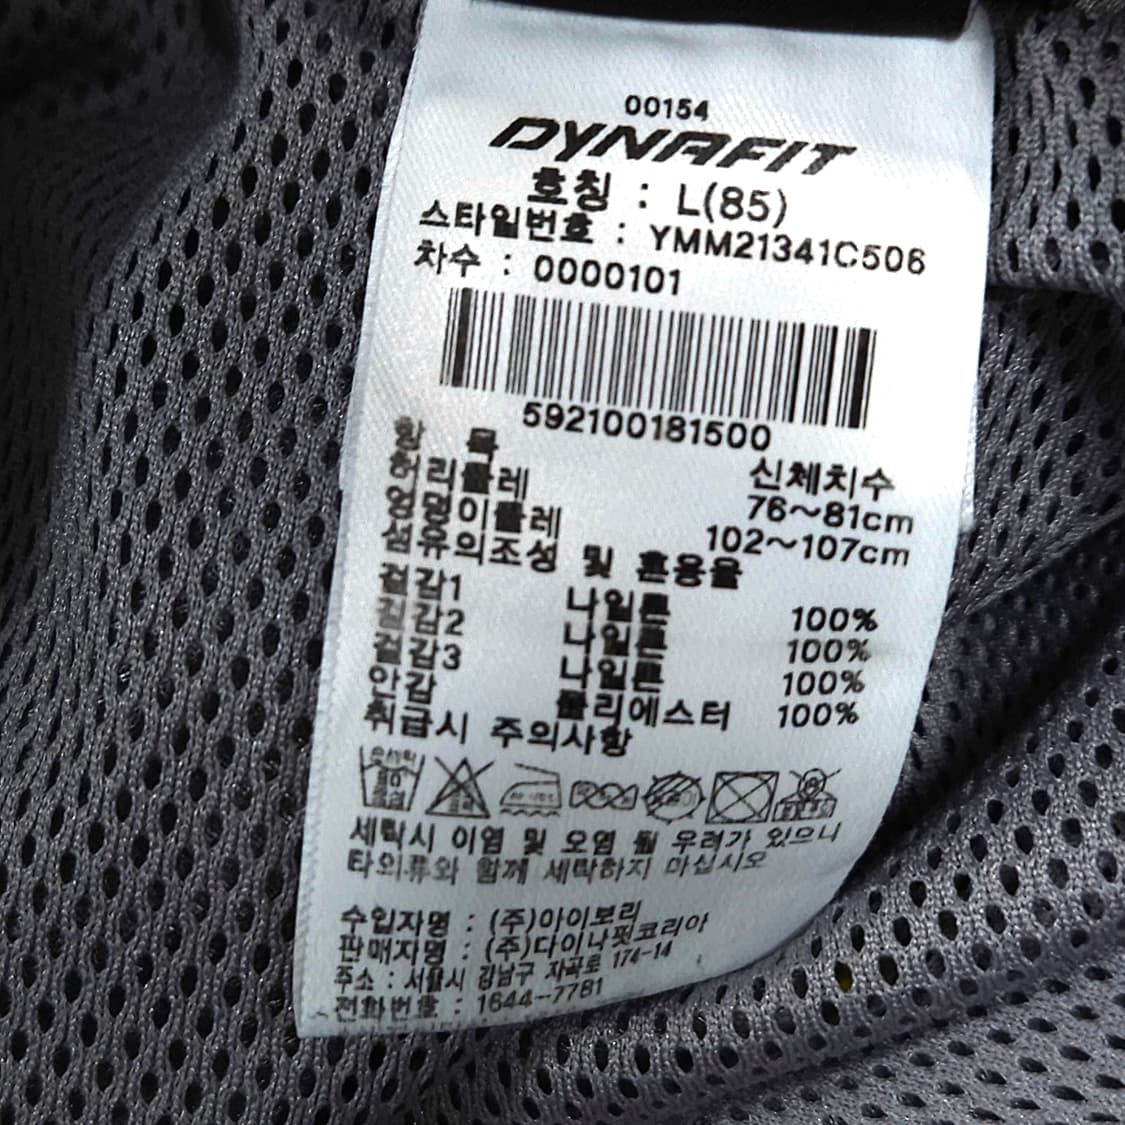 00154
DYNAFIT
호칭 : L(85)
스타일번호 : YMM21341C506
차수 : 0000101
592100181500
항 목 신체치수
허리둘레 76~81cm
엉덩이둘레 102~107cm
섬유의조성 및 혼용율
겉감1 나일론 100%
겉감2 나일론 100%
겉감3 나일론 100%
안감 폴리에스터 100%
취급시 주의사항
세탁시 이염 및 오염 될 우려가 있으니
타의류와 함께 세탁하지 마십시오
수입자명 : (주)아이보리
판매자명 : (주)다이나핏코리아
주소 : 서울시 강남구 자곡로 174-14
전화번호 : 1644-7781